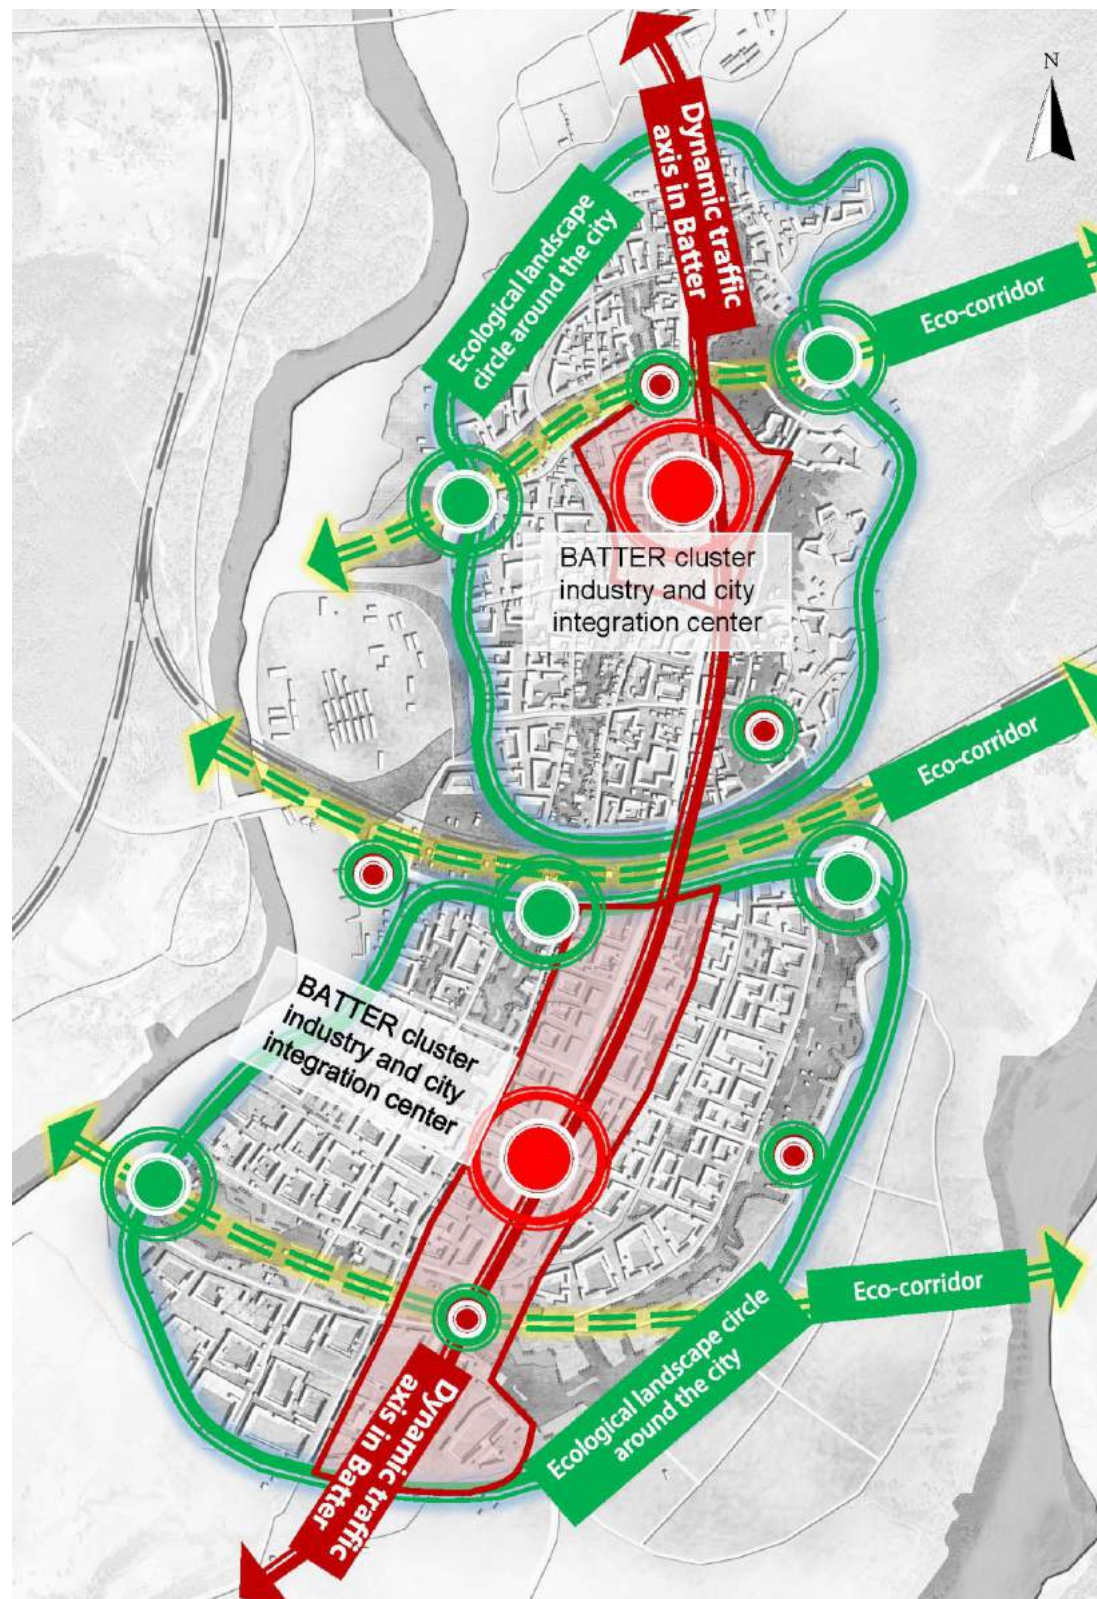 N
Dynamic traffic
axis in Batter
Ecological landscape
circle around the city
Eco-corridor
BATTER cluster
industry and city
integration center
Eco-corridor
BATTER cluster
industry and city
integration center
Eco-corridor
Ecological landscape circle
around the city
Dynamic traffic
axis in Batter